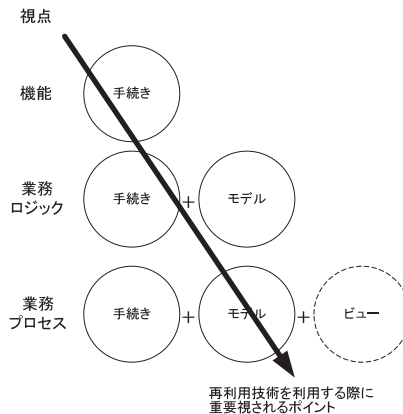 視点
機能
手続き
業務
ロジック
手続き
+
モデル
業務
プロセス
手続き
+
モデル
+
ビュー
再利用技術を利用する際に
重要視されるポイント